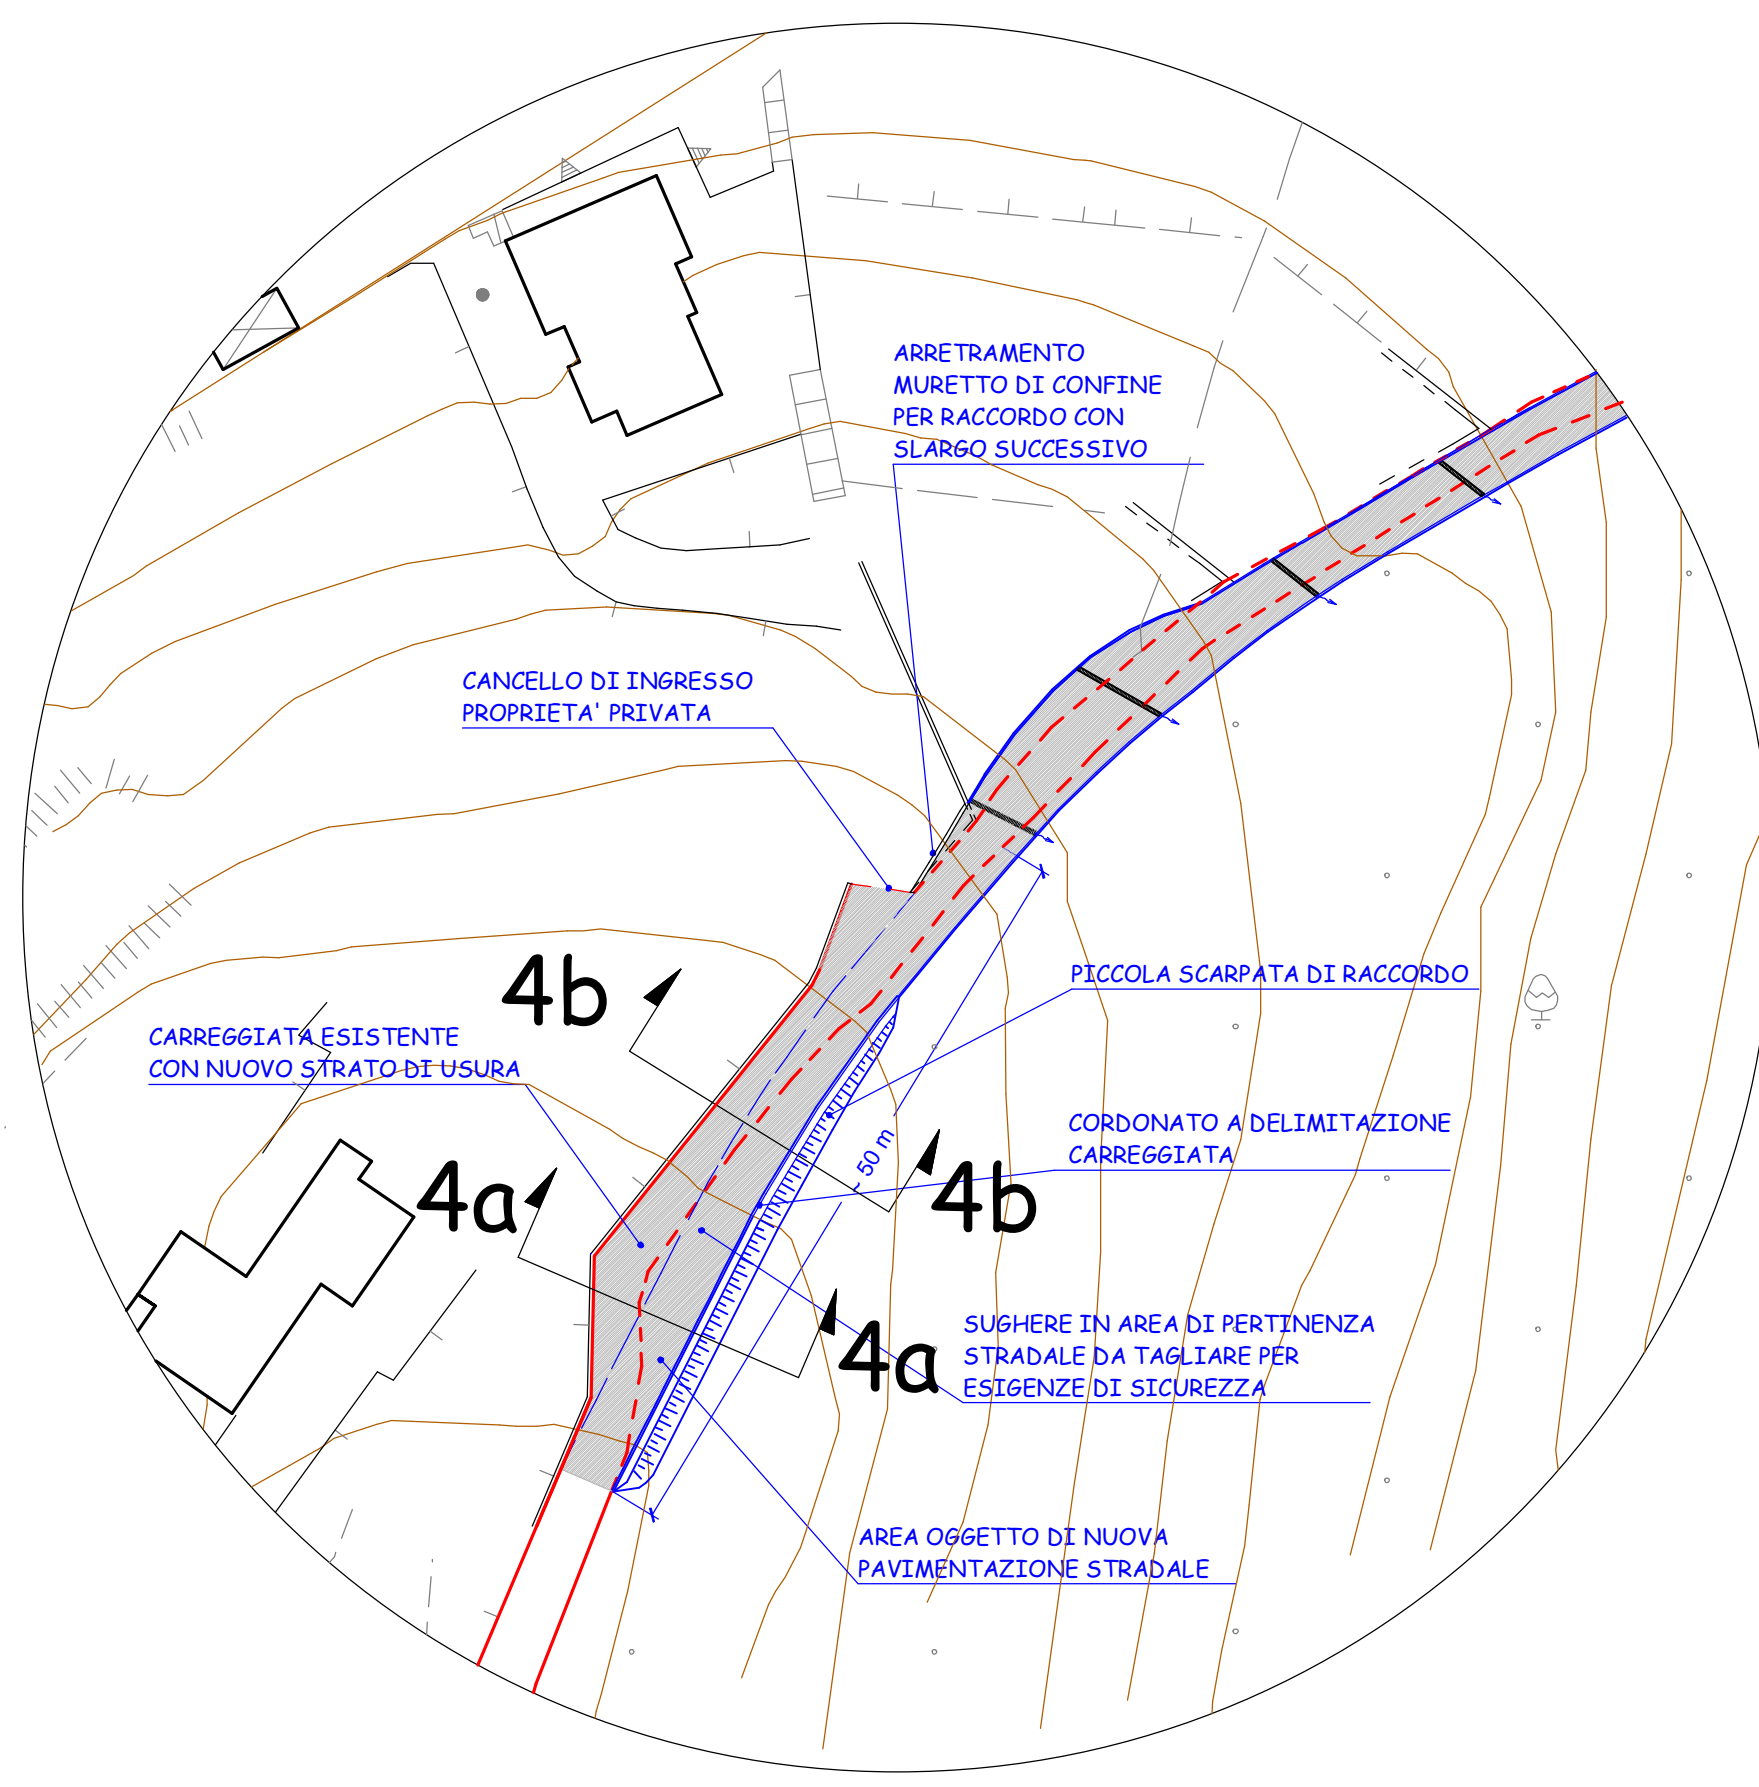 ARRETRAMENTO
MURETTO DI CONFINE
PER RACCORDO CON
SLARGO SUCCESSIVO
CANCELLO DI INGRESSO
PROPRIETA' PRIVATA
4b
PICCOLA SCARPATA DI RACCORDO
CARREGGIATA ESISTENTE
CON NUOVO STRATO DI USURA
CORDONATO A DELIMITAZIONE
CARREGGIATA
~ 50 m
4a
4b
4a
SUGHERE IN AREA DI PERTINENZA
STRADALE DA TAGLIARE PER
ESIGENZE DI SICUREZZA
AREA OGGETTO DI NUOVA
PAVIMENTAZIONE STRADALE